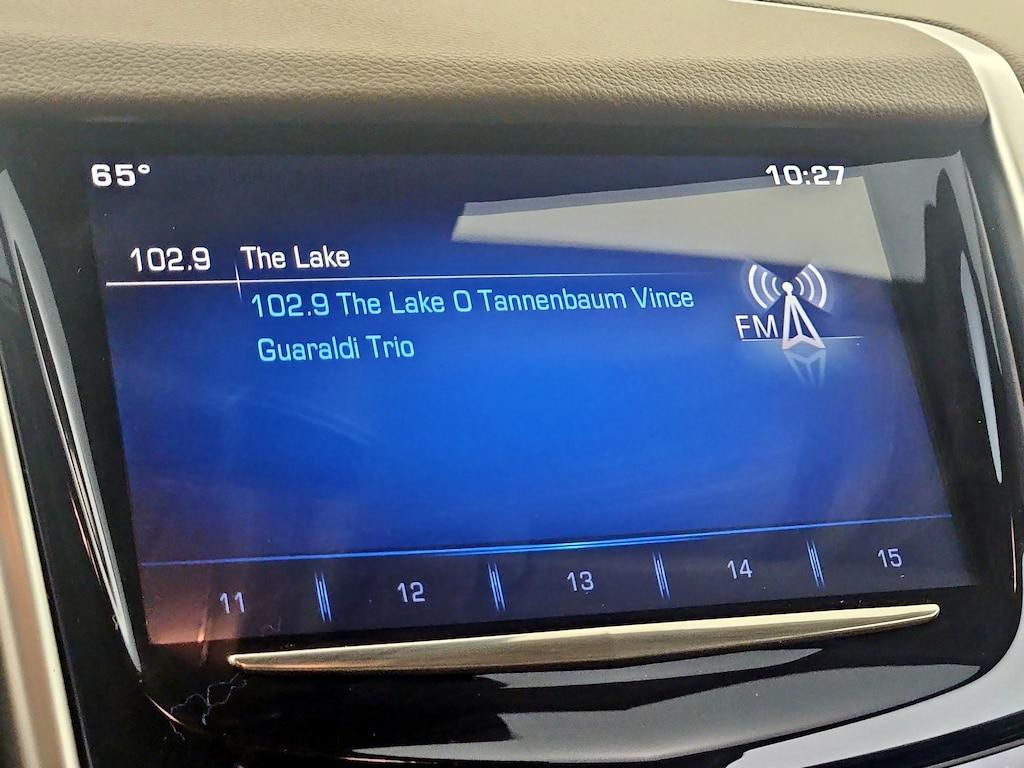 65° 10:27
102.9 The Lake
102.9 The Lake O Tannenbaum Vince
Guaraldi Trio
FM
11 12 13 14 15